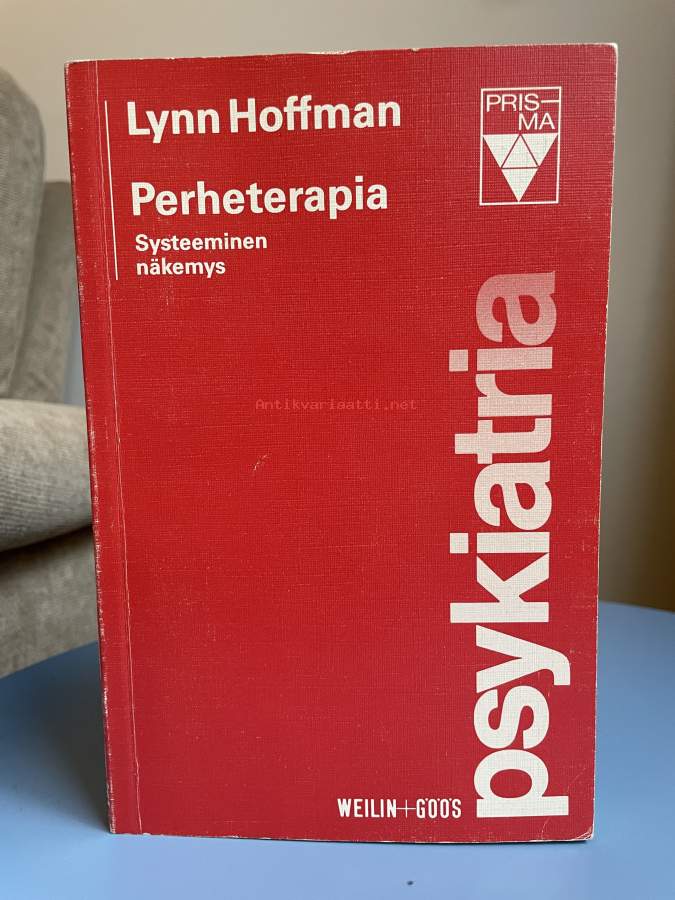 Lynn Hoffman
PRIS-
MA
Perheterapia
Systeeminen
näkemys
Antikvariaatti.net
psykiatria
WEILIN+GÖÖS